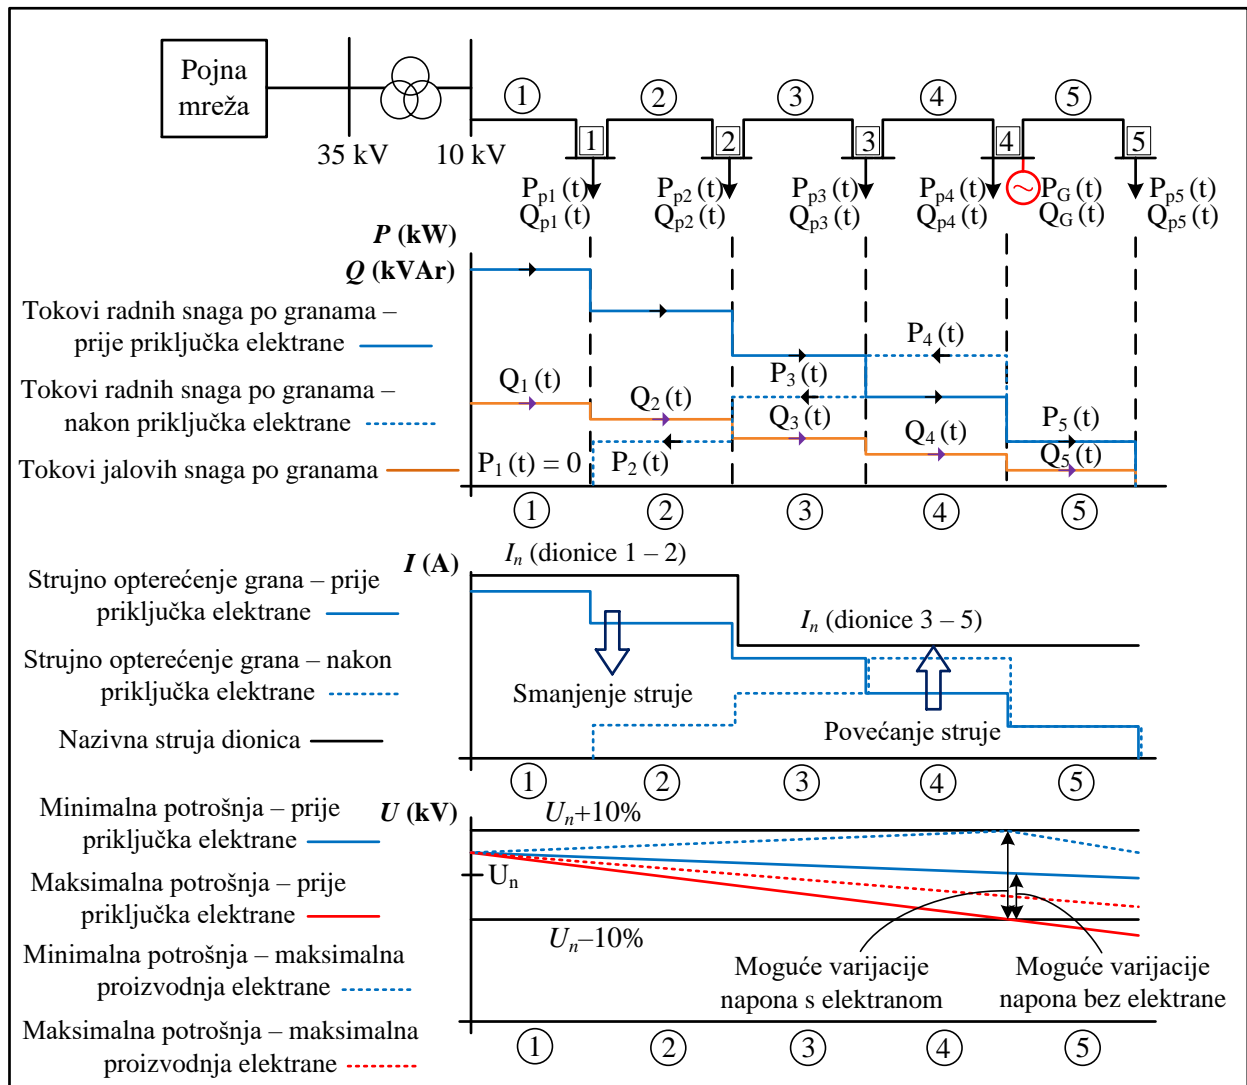 Pojna
mreža
35 kV
10 kV
1
2
3
4
5
1
2
3
4
5
Pp1 (t)
Qp1 (t)
Pp2 (t)
Qp2 (t)
Pp3 (t)
Qp3 (t)
Pp4 (t)
Qp4 (t)
~
PG (t)
QG (t)
Pp5 (t)
Qp5 (t)
P (kW)
Q (kVAr)
Tokovi radnih snaga po granama –
prije priključka elektrane
Tokovi radnih snaga po granama –
nakon priključka elektrane
Tokovi jalovih snaga po granama
Q1 (t)
Q2 (t)
P3 (t)
Q3 (t)
P4 (t)
Q4 (t)
P5 (t)
Q5 (t)
P1 (t) = 0
P2 (t)
1
2
3
4
5
I (A)
In (dionice 1 – 2)
In (dionice 3 – 5)
Strujno opterećenje grana – prije
priključka elektrane
Strujno opterećenje grana – nakon
priključka elektrane
Nazivna struja dionica
Smanjenje struje
Povećanje struje
1
2
3
4
5
U (kV)
Un+10%
Un
Un–10%
Minimalna potrošnja – prije
priključka elektrane
Maksimalna potrošnja – prije
priključka elektrane
Minimalna potrošnja – maksimalna
proizvodnja elektrane
Maksimalna potrošnja – maksimalna
proizvodnja elektrane
Moguće varijacije
napona s elektranom
Moguće varijacije
napona bez elektrane
1
2
3
4
5